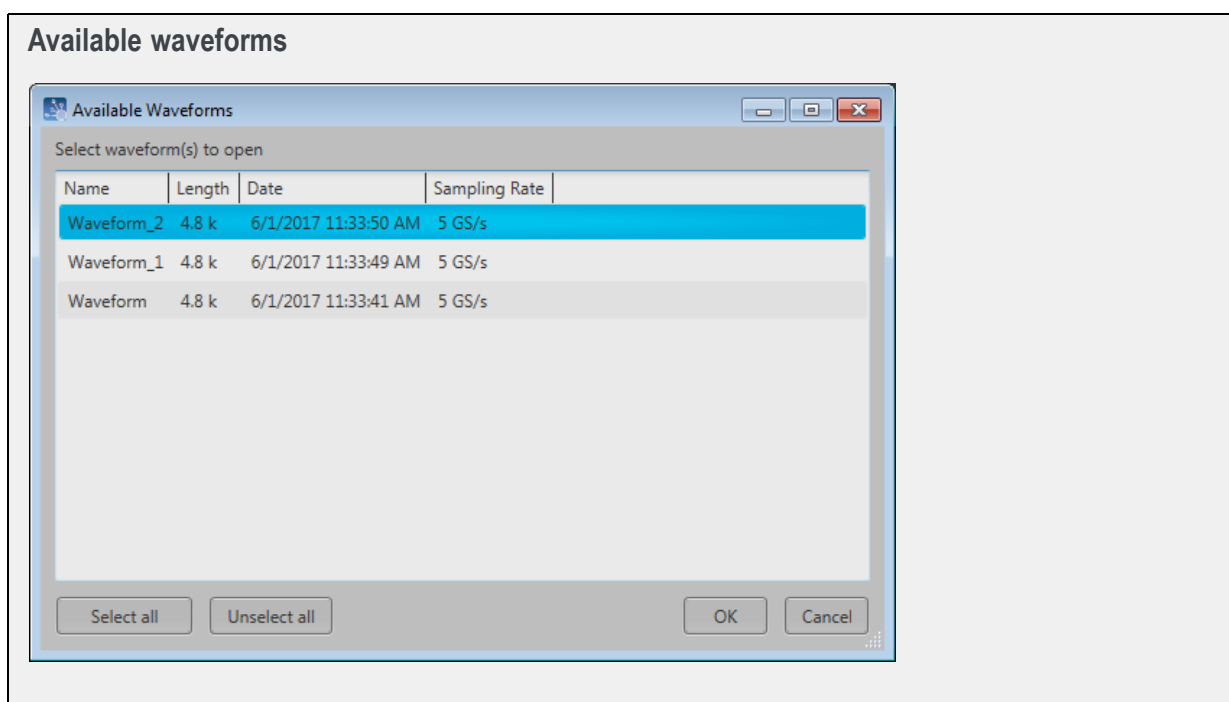 Available waveforms
Available Waveforms
Select waveform(s) to open
Name Length Date Sampling Rate
Waveform_2 4.8 k 6/1/2017 11:33:50 AM 5 GS/s
Waveform_1 4.8 k 6/1/2017 11:33:49 AM 5 GS/s
Waveform 4.8 k 6/1/2017 11:33:41 AM 5 GS/s
Select all Unselect all OK Cancel